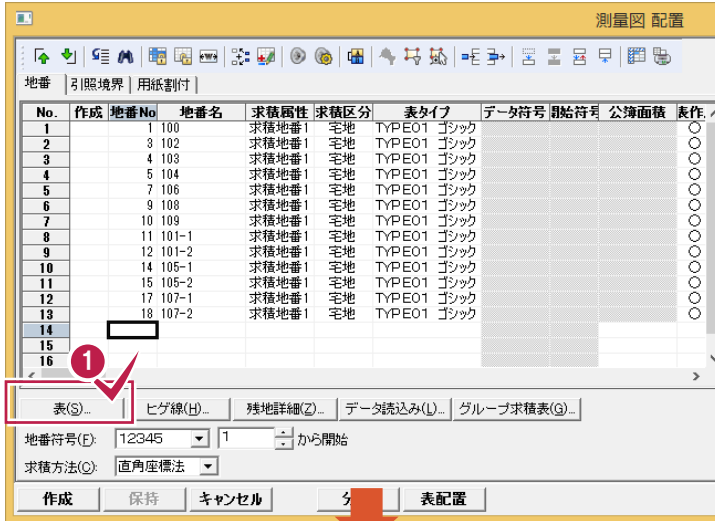 測量図 配置
地番 引照境界 用紙割付
No. 作成 地番No 地番名 求積属性 求積区分 表タイプ データ符号 開始符号 公簿面積 表作.
1 1 100 求積地番1 宅地 TYPE01 ゴシック ○
2 3 102 求積地番1 宅地 TYPE01 ゴシック ○
3 4 103 求積地番1 宅地 TYPE01 ゴシック ○
4 5 104 求積地番1 宅地 TYPE01 ゴシック ○
5 7 106 求積地番1 宅地 TYPE01 ゴシック ○
6 9 108 求積地番1 宅地 TYPE01 ゴシック ○
7 10 109 求積地番1 宅地 TYPE01 ゴシック ○
8 11 101-1 求積地番1 宅地 TYPE01 ゴシック ○
9 12 101-2 求積地番1 宅地 TYPE01 ゴシック ○
10 14 105-1 求積地番1 宅地 TYPE01 ゴシック ○
11 15 105-2 求積地番1 宅地 TYPE01 ゴシック ○
12 17 107-1 求積地番1 宅地 TYPE01 ゴシック ○
13 18 107-2 求積地番1 宅地 TYPE01 ゴシック ○
14
15
16
1
表(S)... ヒゲ線(H)... 残地詳細(Z)... データ読込み(L)... グループ求積表(G)...
地番符号(F): 12345 1 から開始
求積方法(C): 直角座標法
作成 保持 キャンセル 表配置